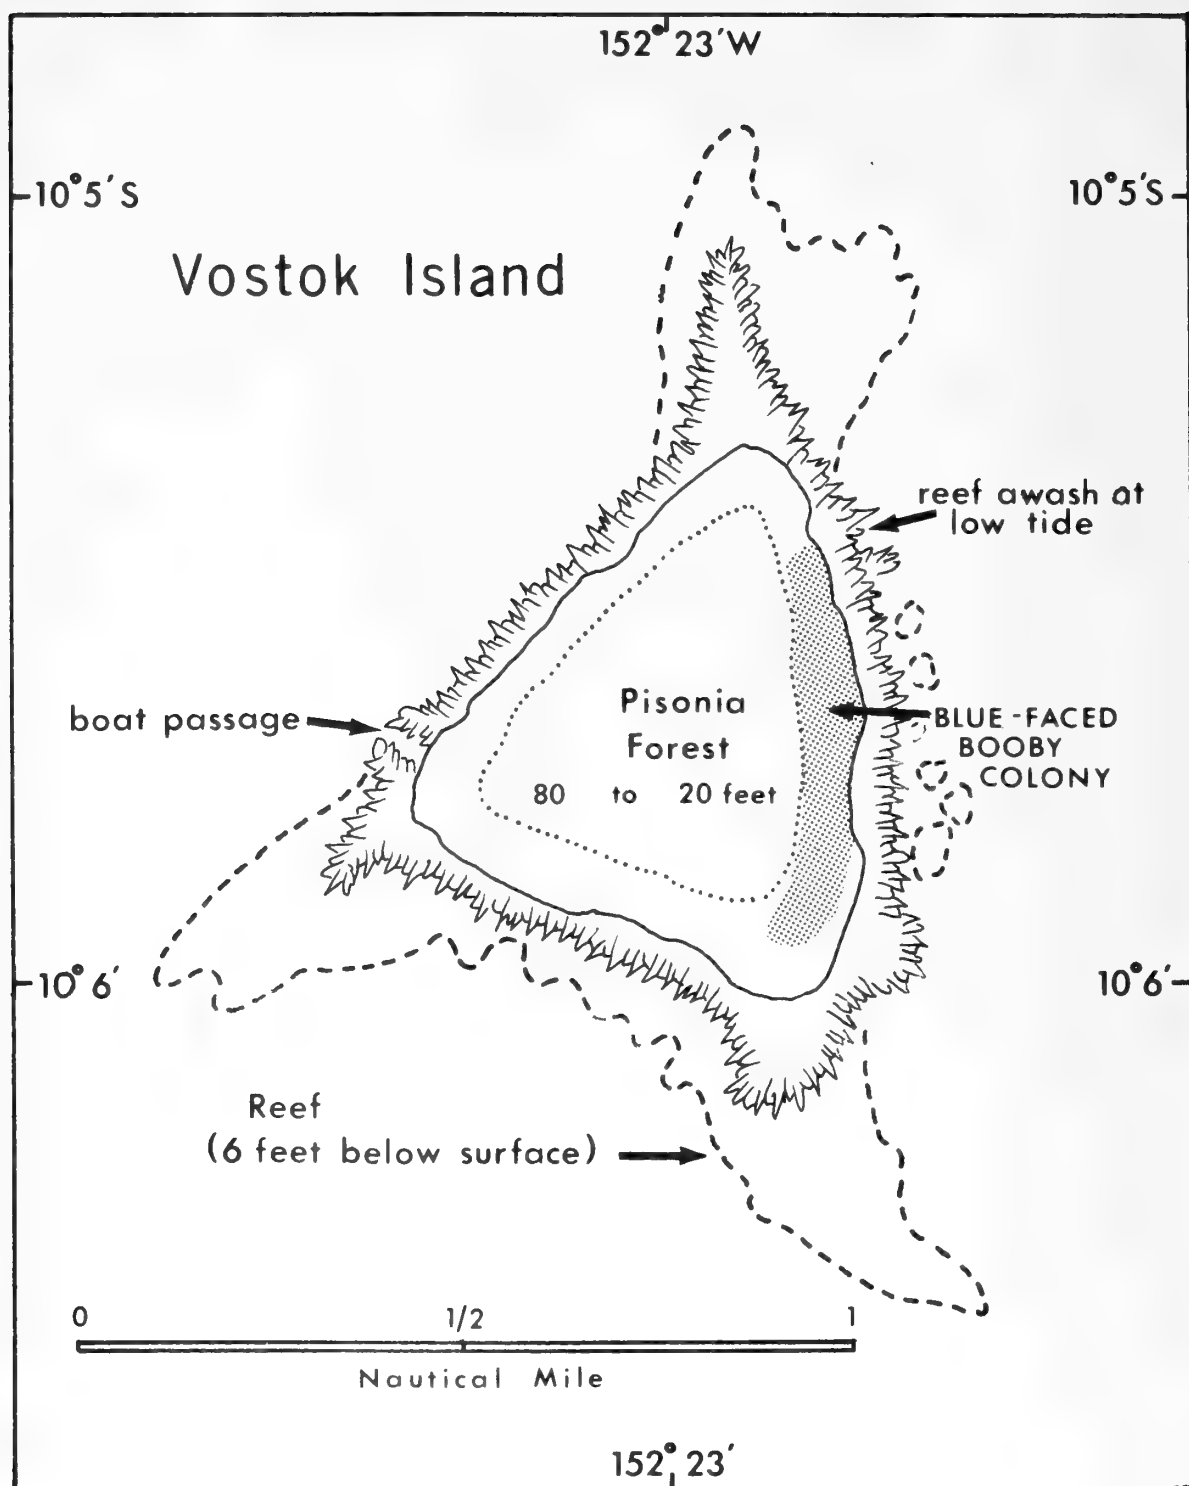 152° 23′W
10° 5′ S
10° 5′S
Vostok Island
reef awash at
low tide
boat passage
Pisonia
Forest
80 to 20 feet
BLUE-FACED
BOOBY
COLONY
10° 6′
10° 6′
Reef
(6 feet below surface)
0 1/2 1
Nautical Mile
152° 23′